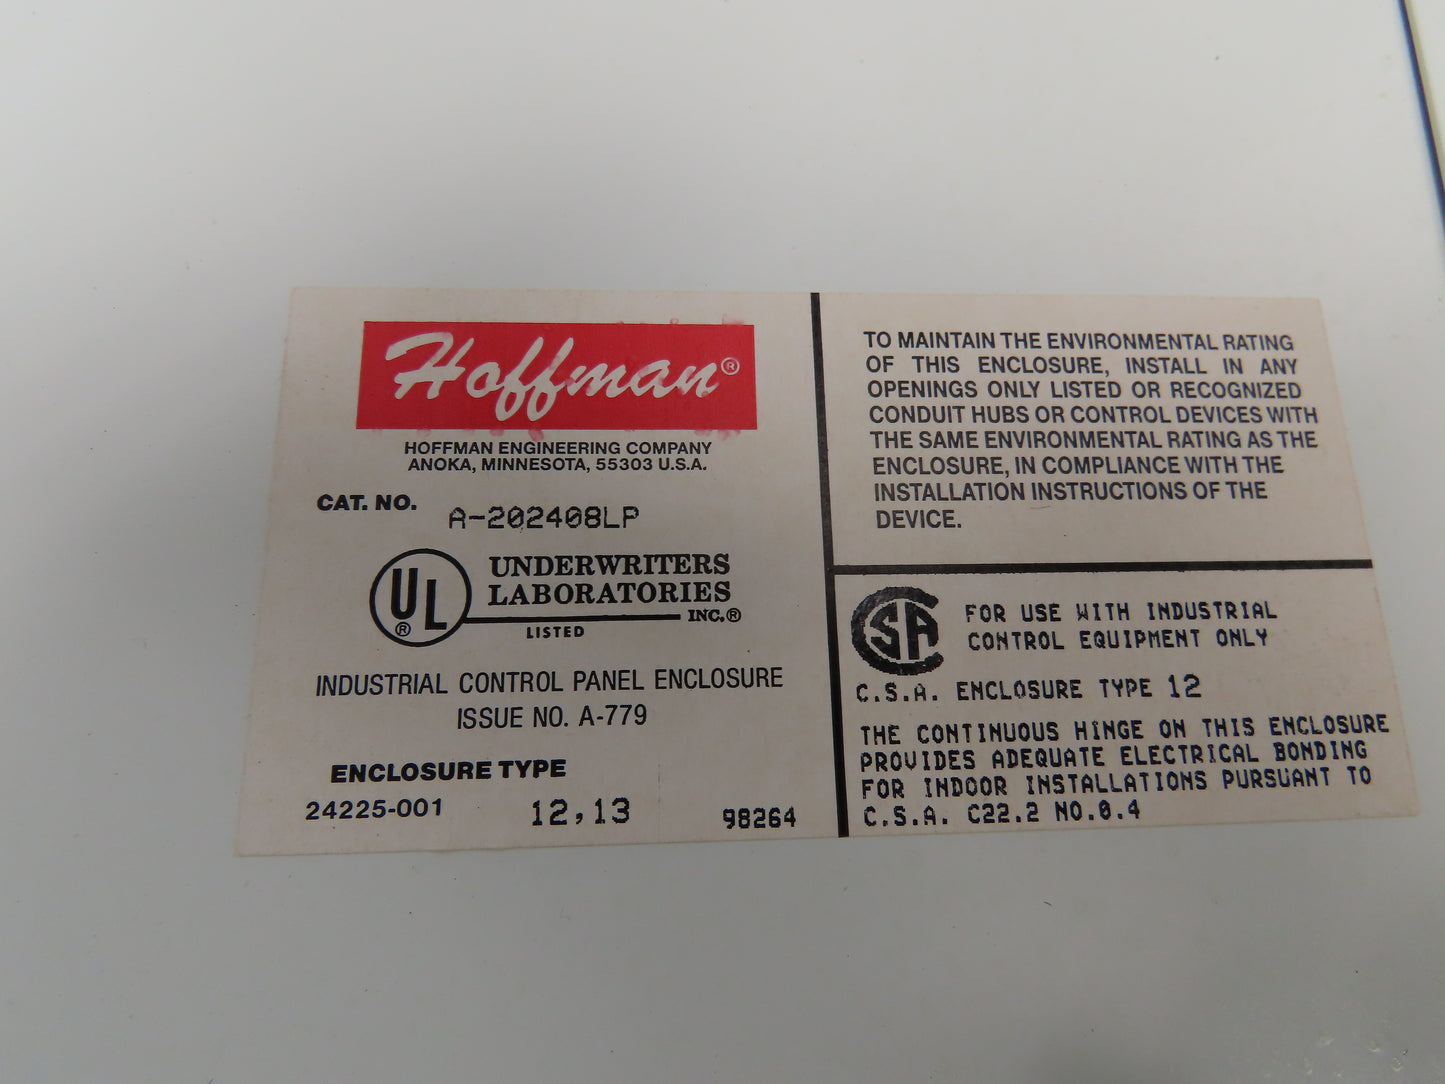 Hoffman®
HOFFMAN ENGINEERING COMPANY
ANOKA, MINNESOTA, 55303 U.S.A.
CAT. NO. A-202408LP
UL®
UNDERWRITERS
LABORATORIES
INC.®
LISTED
INDUSTRIAL CONTROL PANEL ENCLOSURE
ISSUE NO. A-779
ENCLOSURE TYPE
24225-001 12,13 98264
TO MAINTAIN THE ENVIRONMENTAL RATING
OF THIS ENCLOSURE, INSTALL IN ANY
OPENINGS ONLY LISTED OR RECOGNIZED
CONDUIT HUBS OR CONTROL DEVICES WITH
THE SAME ENVIRONMENTAL RATING AS THE
ENCLOSURE, IN COMPLIANCE WITH THE
INSTALLATION INSTRUCTIONS OF THE
DEVICE.
CSA
FOR USE WITH INDUSTRIAL
CONTROL EQUIPMENT ONLY
C.S.A. ENCLOSURE TYPE 12
THE CONTINUOUS HINGE ON THIS ENCLOSURE
PROVIDES ADEQUATE ELECTRICAL BONDING
FOR INDOOR INSTALLATIONS PURSUANT TO
C.S.A. C22.2 NO.0.4